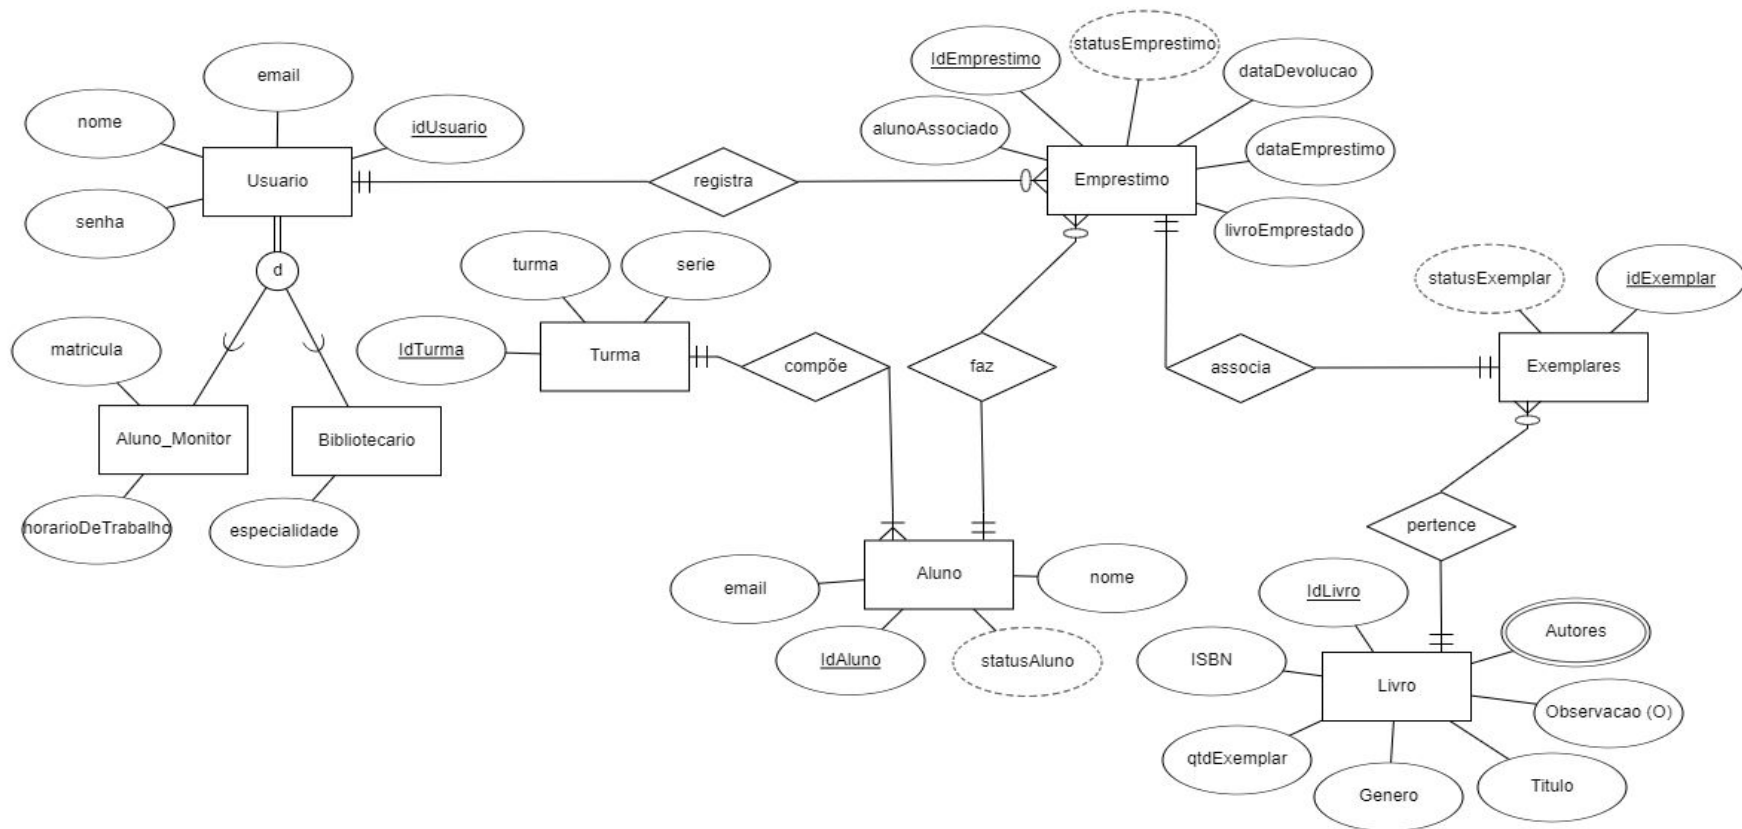 email
nome
idUsuario
senha
Usuario
registra
IdEmprestimo
statusEmprestimo
dataDevolucao
alunoAssociado
dataEmprestimo
Emprestimo
livroEmprestado
d
turma
serie
IdTurma
Turma
compõe
faz
associa
statusExemplar
idExemplar
Exemplares
matricula
Aluno_Monitor
Bibliotecario
horarioDeTrabalho
especialidade
pertence
Aluno
email
nome
IdAluno
statusAluno
IdLivro
Autores
ISBN
Livro
Observacao (O)
qtdExemplar
Genero
Titulo